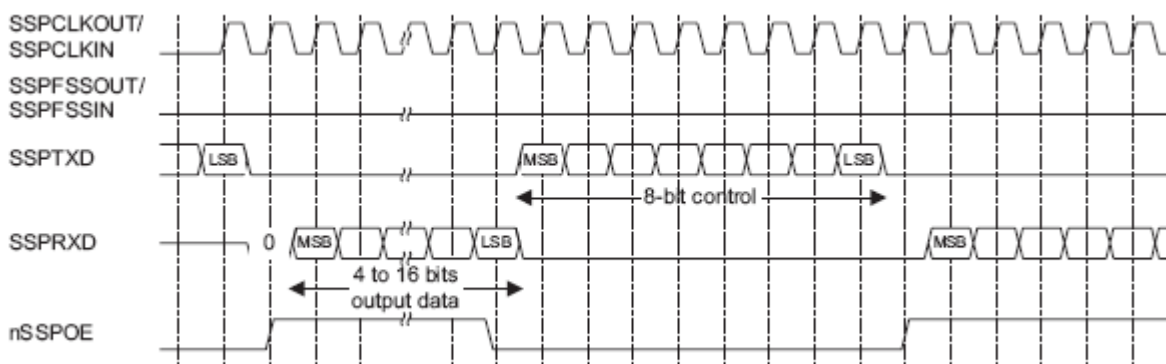 SSPCLKOUT/
SSPCLKIN
SSPFSSOUT/
SSPFSSIN
SSPTXD LSB MSB LSB
8-bit control
SSPRXD 0 MSB LSB MSB
4 to 16 bits
output data
nSSPOE